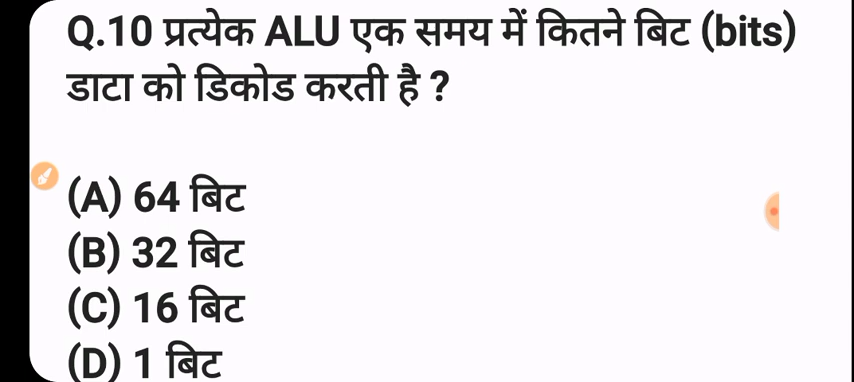 Q.10 प्रत्येक ALU एक समय में कितने बिट (bits)
डाटा को डिकोड करती है ?
(A) 64 बिट
(B) 32 बिट
(C) 16 बिट
(D) 1 बिट